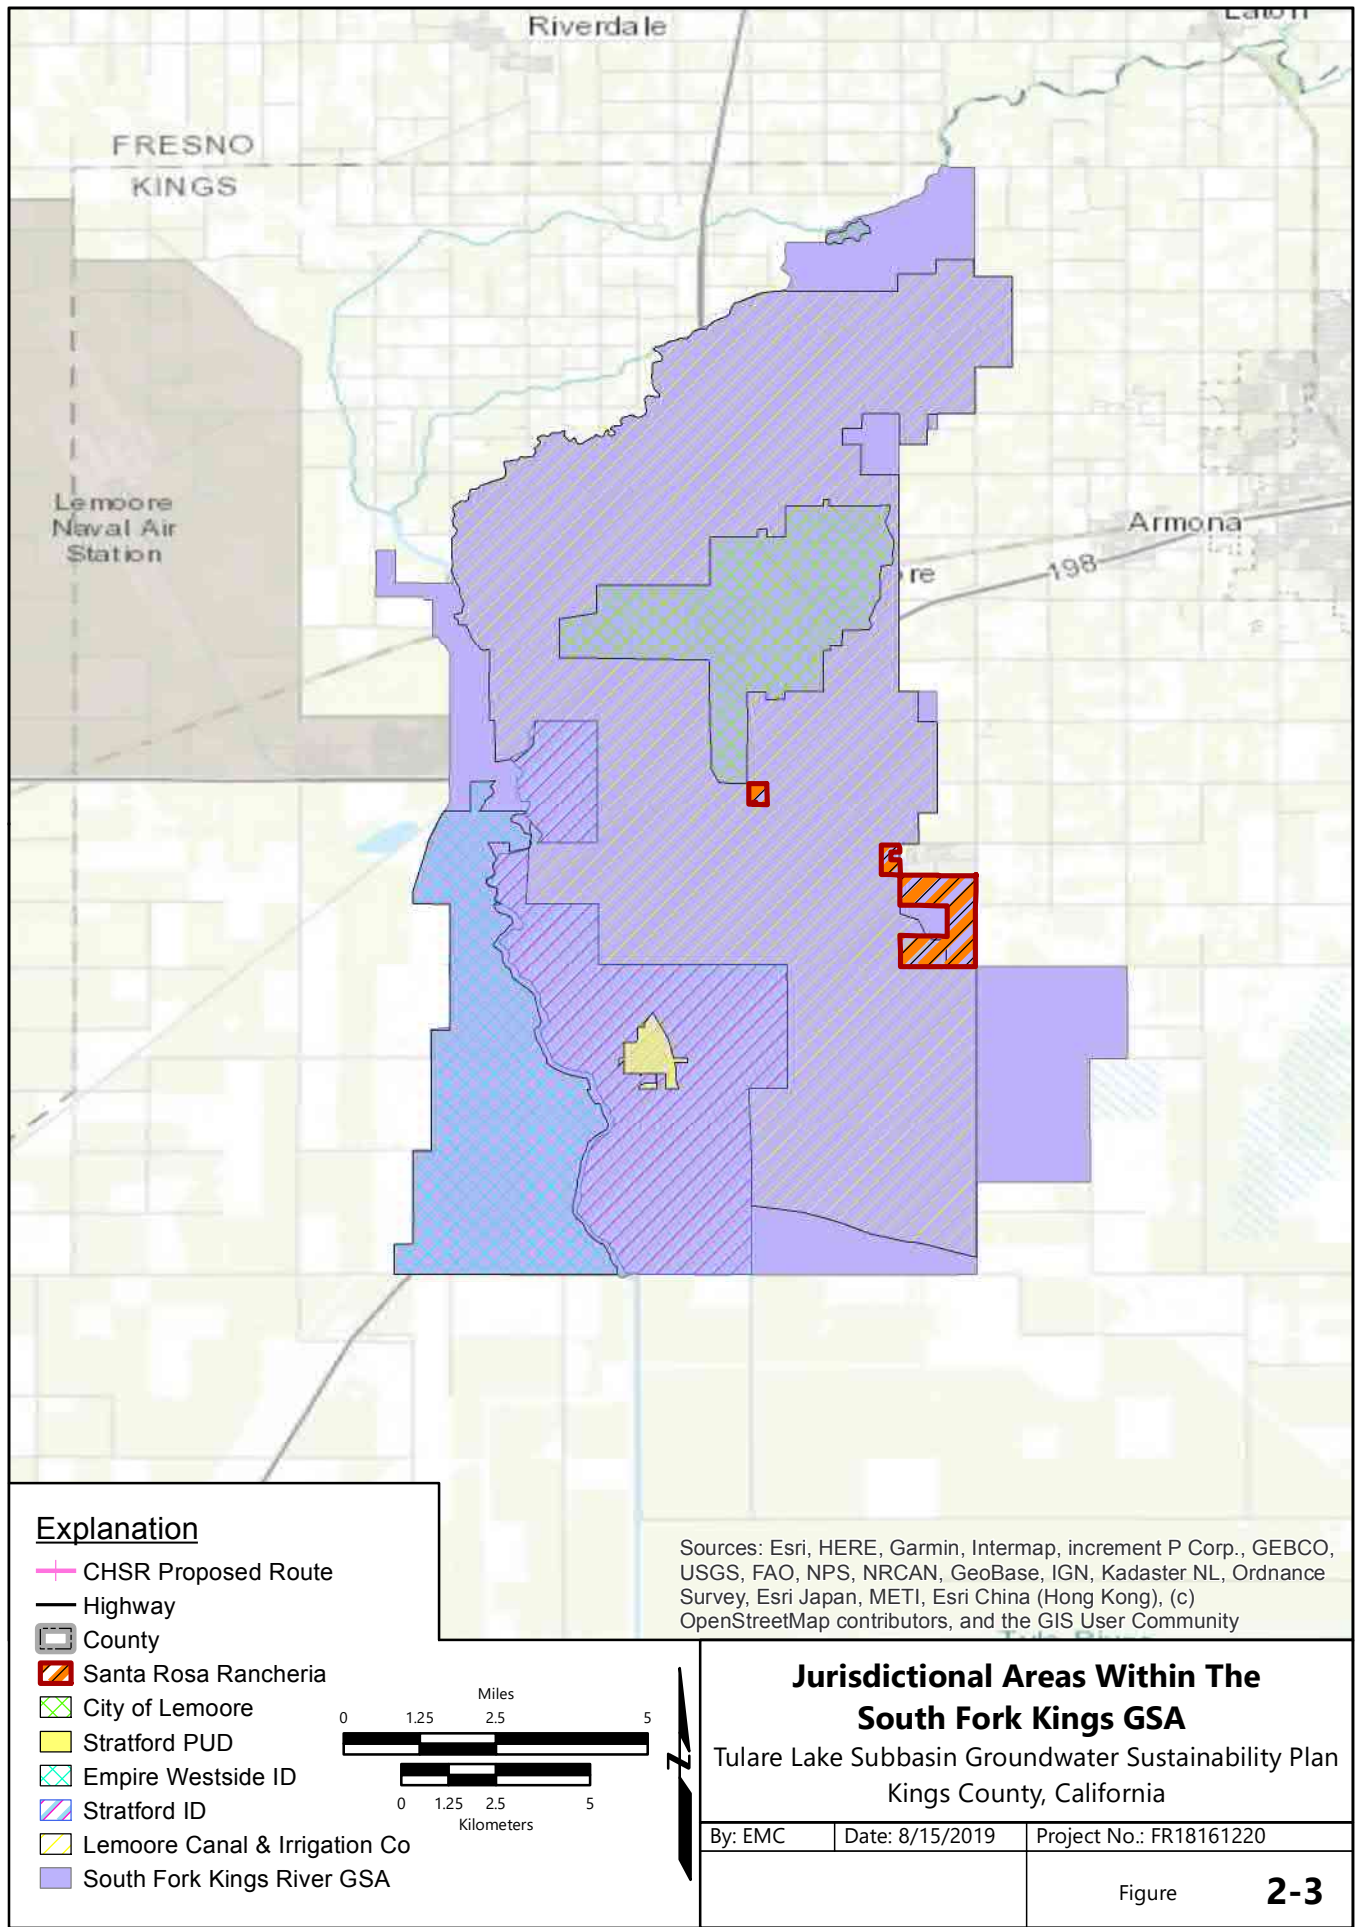 Riverdale
Laton
FRESNO
KINGS
Lemoore
Naval Air
Station
Armona
re
198
Explanation
CHSR Proposed Route
Highway
County
Santa Rosa Rancheria
City of Lemoore
Stratford PUD
Empire Westside ID
Stratford ID
Lemoore Canal & Irrigation Co
South Fork Kings River GSA
Miles
0 1.25 2.5 5
0 1.25 2.5 5
Kilometers
Z
Sources: Esri, HERE, Garmin, Intermap, increment P Corp., GEBCO,
USGS, FAO, NPS, NRCAN, GeoBase, IGN, Kadaster NL, Ordnance
Survey, Esri Japan, METI, Esri China (Hong Kong), (c)
OpenStreetMap contributors, and the GIS User Community
Jurisdictional Areas Within The
South Fork Kings GSA
Tulare Lake Subbasin Groundwater Sustainability Plan
Kings County, California
By: EMC Date: 8/15/2019 Project No.: FR18161220
Figure 2-3